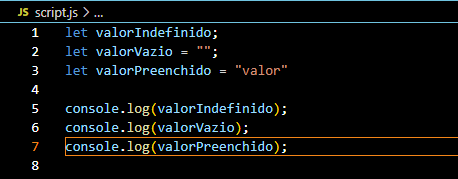 JS script.js > ...
1 let valorIndefinido;
2 let valorVazio = "";
3 let valorPreenchido = "valor"
4
5 console.log(valorIndefinido);
6 console.log(valorVazio);
7 console.log(valorPreenchido);
8